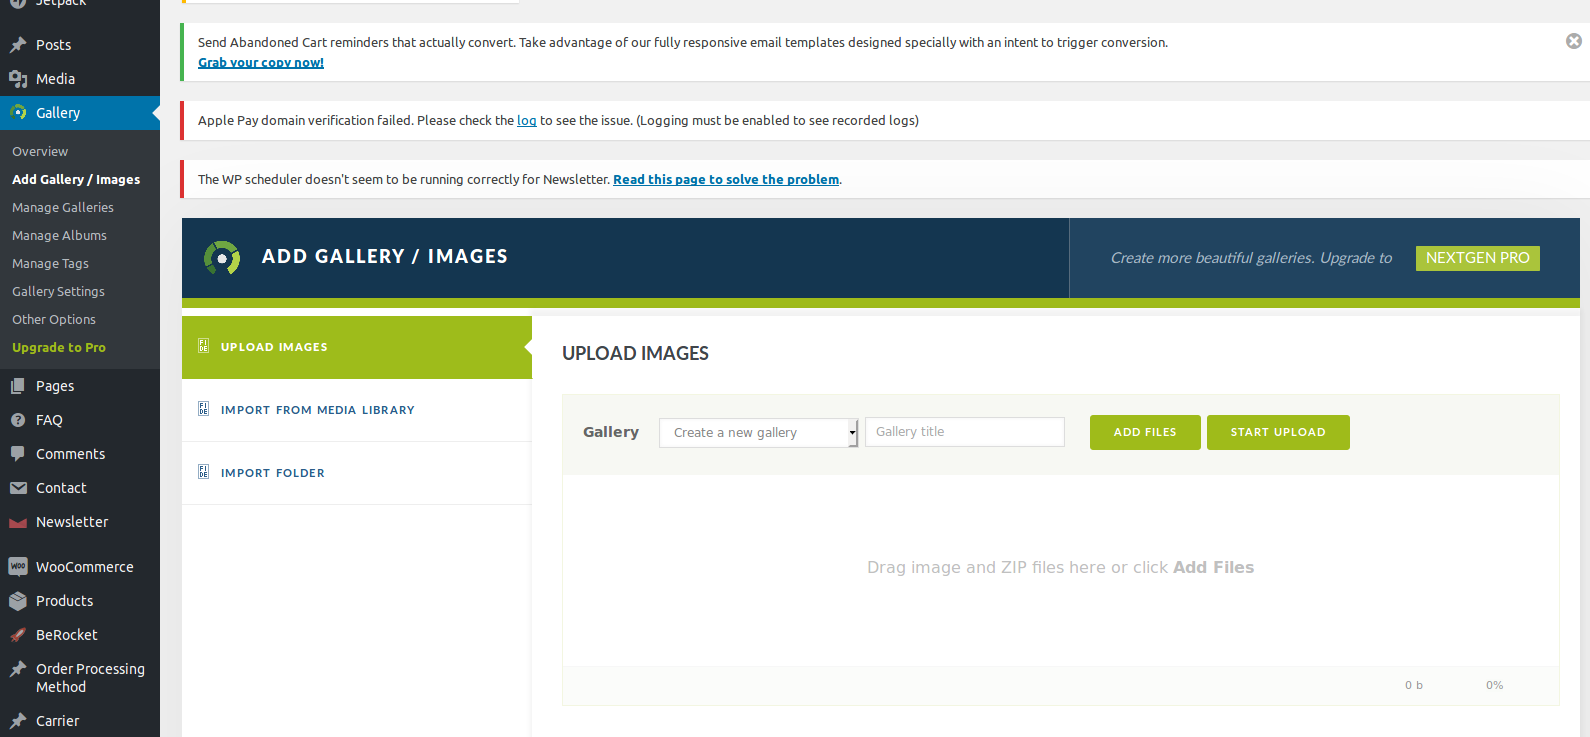 Jetpack
Posts
Media
Gallery
Overview
Add Gallery / Images
Manage Galleries
Manage Albums
Manage Tags
Gallery Settings
Other Options
Upgrade to Pro
Pages
FAQ
Comments
Contact
Newsletter
WooCommerce
Products
BeRocket
Order Processing
Method
Carrier
Send Abandoned Cart reminders that actually convert. Take advantage of our fully responsive email templates designed specially with an intent to trigger conversion.
Grab your copy now!
Apple Pay domain verification failed. Please check the log to see the issue. (Logging must be enabled to see recorded logs)
The WP scheduler doesn't seem to be running correctly for Newsletter. Read this page to solve the problem.
ADD GALLERY / IMAGES
Create more beautiful galleries. Upgrade to NEXTGEN PRO
UPLOAD IMAGES
IMPORT FROM MEDIA LIBRARY
IMPORT FOLDER
UPLOAD IMAGES
Gallery Create a new gallery Gallery title ADD FILES START UPLOAD
Drag image and ZIP files here or click Add Files
0 b 0%